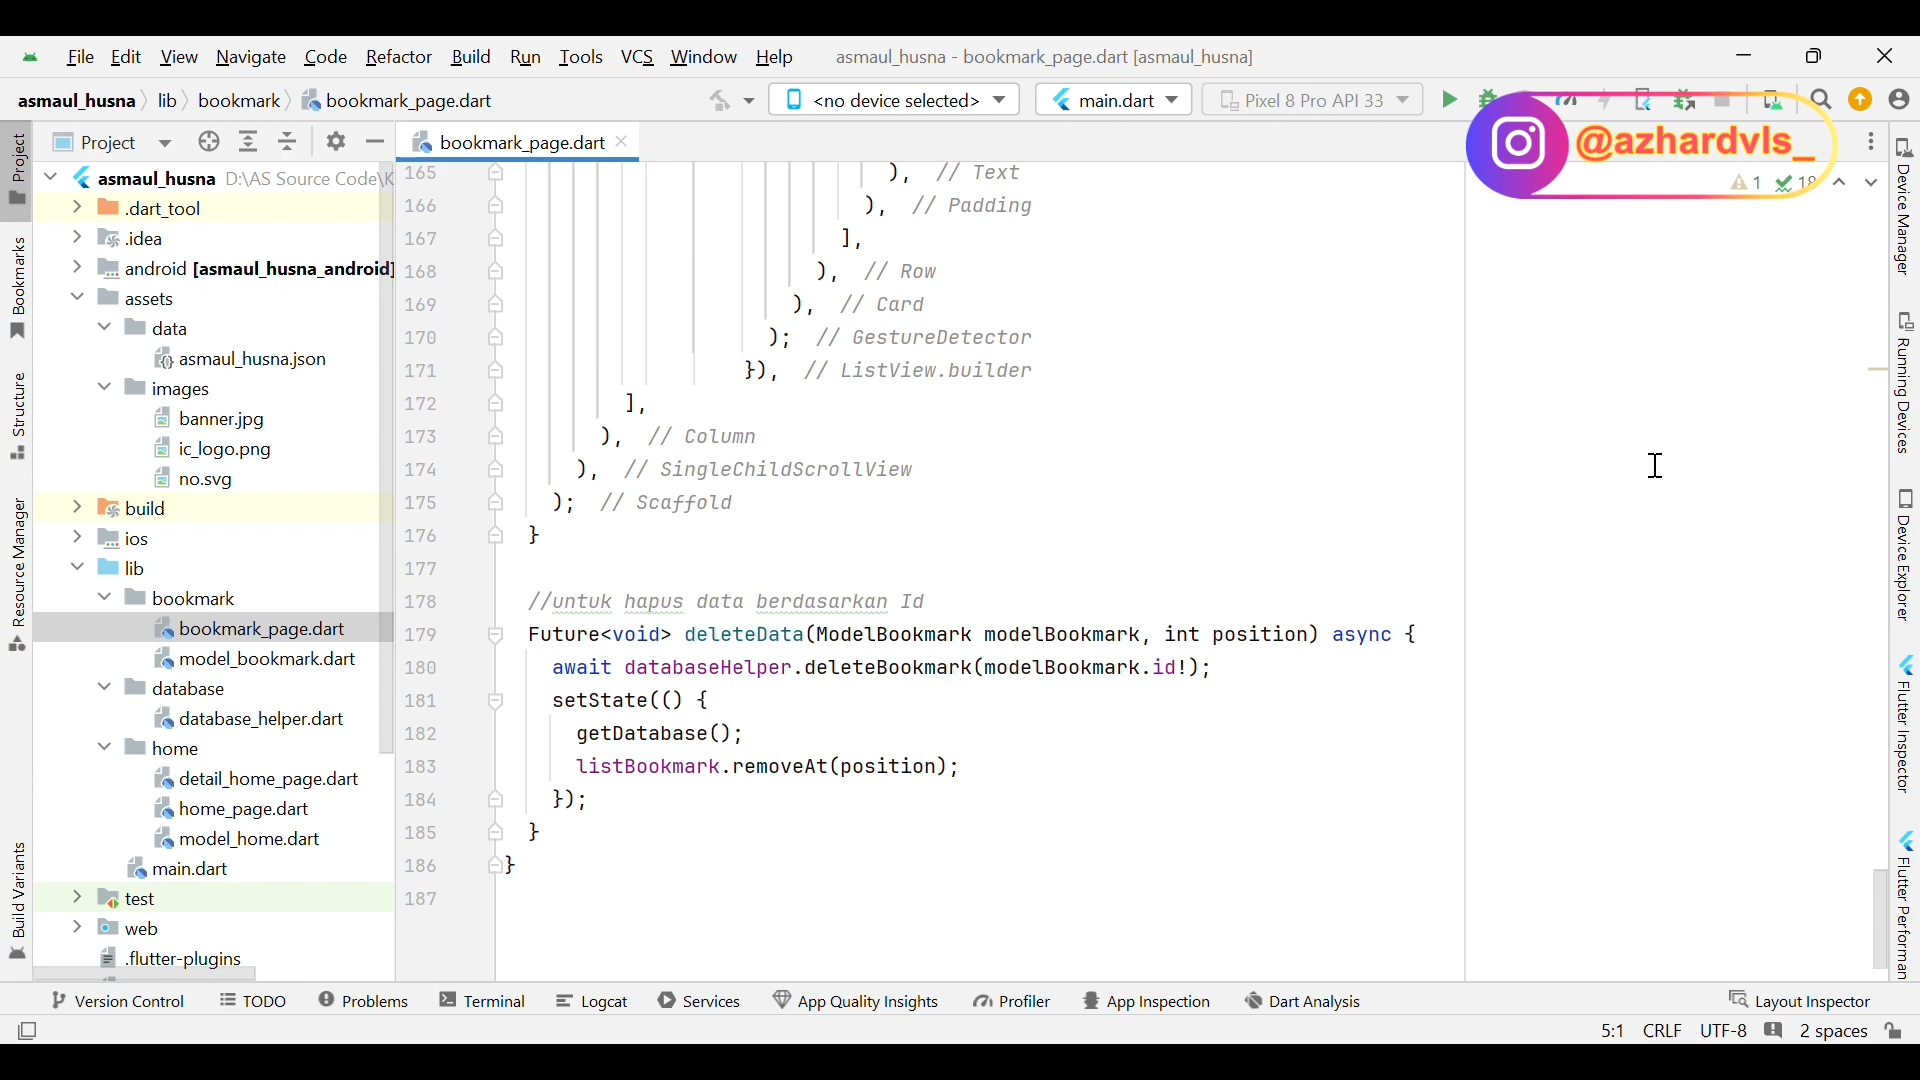 File Edit View Navigate Code Refactor Build Run Tools VCS Window Help asmaul_husna - bookmark_page.dart [asmaul_husna]
asmaul_husna lib bookmark bookmark_page.dart <no device selected> main.dart Pixel 8 Pro API 33
@azhardvls_
Project bookmark_page.dart
1
Project
Bookmarks
Structure
Resource Manager
Build Variants
asmaul_husna D:\AS Source Code\K
.dart_tool
.idea
android [asmaul_husna_android]
assets
data
asmaul_husna.json
images
banner.jpg
ic_logo.png
no.svg
build
ios
lib
bookmark
bookmark_page.dart
model_bookmark.dart
database
database_helper.dart
home
detail_home_page.dart
home_page.dart
model_home.dart
main.dart
test
web
.flutter-plugins
165 ), // Text
166 ), // Padding
167 ],
168 ), // Row
169 ), // Card
170 ); // GestureDetector
171 }), // ListView.builder
172 ],
173 ), // Column
174 ), // SingleChildScrollView
175 ); // Scaffold
176 }
177
178 //untuk hapus data berdasarkan Id
179 Future<void> deleteData(ModelBookmark modelBookmark, int position) async {
180 await databaseHelper.deleteBookmark(modelBookmark.id!);
181 setState(() {
182 getDatabase();
183 listBookmark.removeAt(position);
184 });
185 }
186 }
187
Device Manager
Running Devices
Device Explorer
Flutter Inspector
Flutter Performan
Version Control TODO Problems Terminal Logcat Services App Quality Insights Profiler App Inspection Dart Analysis Layout Inspector
5:1 CRLF UTF-8 2 spaces